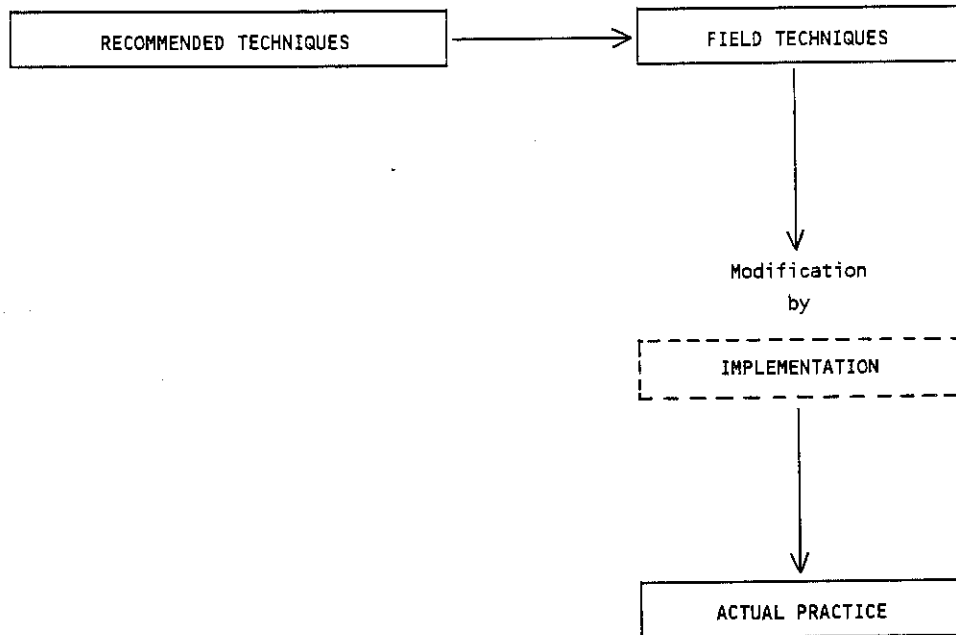 RECOMMENDED TECHNIQUES
FIELD TECHNIQUES
Modification
by
IMPLEMENTATION
ACTUAL PRACTICE